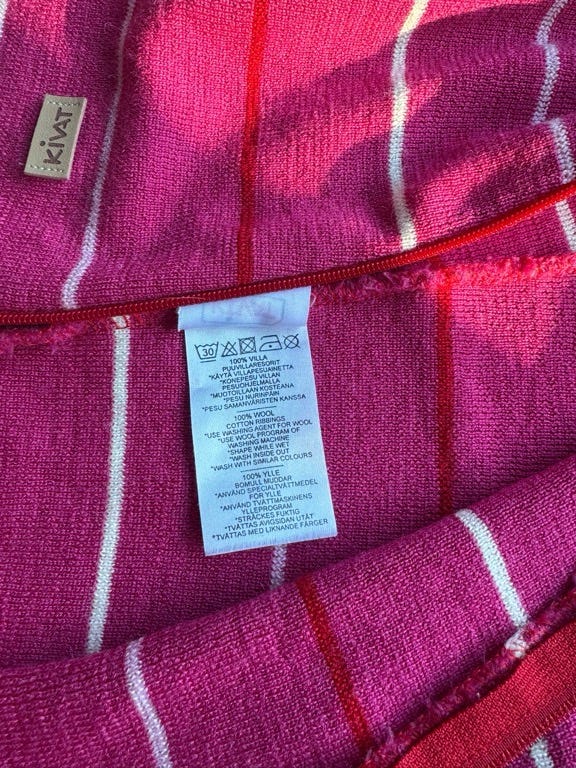 KIVAT
30
100% VILLA
PUUVILLARESORIT
*KÄYTÄ VILLAPESUAINETTA
*KONEPESU VILLAN
PESUOHJELMALLA
*MUOTOILLAAN KOSTEANA
*PESU NURINPÄIN
*PESU SAMANVÄRISTEN KANSSA
100% WOOL
COTTON RIBBINGS
*USE WASHING AGENT FOR WOOL
*USE WOOL PROGRAM OF
WASHING MACHINE
*SHAPE WHILE WET
*WASH INSIDE OUT
*WASH WITH SIMILAR COLOURS
100% YLLE
BOMULL MUDDAR
*ANVÄND SPECIALTVÄTTMEDEL
FÖR YLLE
*ANVÄND TVÄTTMASKINENS
YLLEPROGRAM
*STRÄCKES FUKTIG
*TVÄTTAS AVIGSIDAN UTÅT
*TVÄTTAS MED LIKNANDE FÄRGER